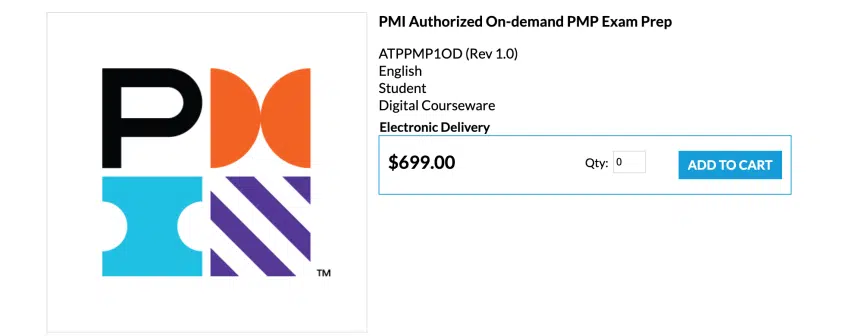 PMI Authorized On-demand PMP Exam Prep
ATPPMP1OD (Rev 1.0)
English
Student
Digital Courseware
Electronic Delivery
$699.00 Qty: 0 ADD TO CART
P
TM